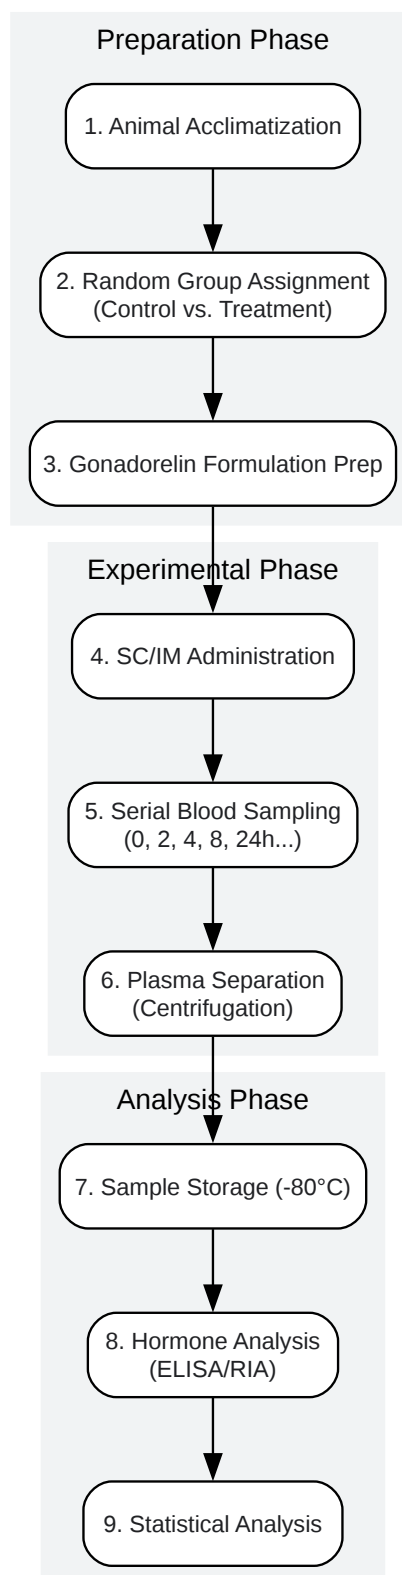 Preparation Phase
1. Animal Acclimatization
2. Random Group Assignment
(Control vs. Treatment)
3. Gonadorelin Formulation Prep
Experimental Phase
4. SC/IM Administration
5. Serial Blood Sampling
(0, 2, 4, 8, 24h...)
6. Plasma Separation
(Centrifugation)
Analysis Phase
7. Sample Storage (-80°C)
8. Hormone Analysis
(ELISA/RIA)
9. Statistical Analysis